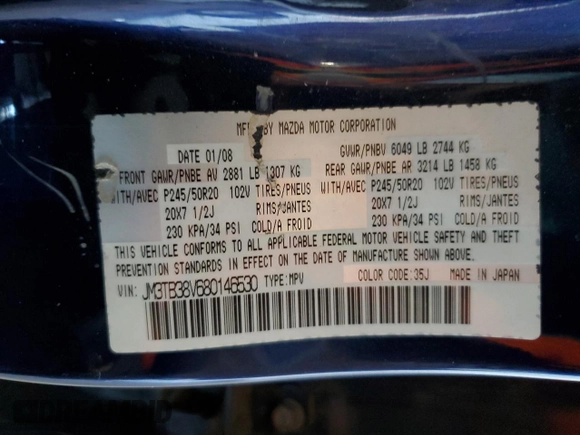 MFD BY MAZDA MOTOR CORPORATION
DATE 01/08 GVWR/PNBV 6049 LB 2744 KG
FRONT GAWR/PNBE AV 2881 LB 1307 KG REAR GAWR/PNBE AR 3214 LB 1458 KG
WITH/AVEC P245/50R20 102V TIRES/PNEUS WITH/AVEC P245/50R20 102V TIRES/PNEUS
20X7 1/2J RIMS/JANTES 20X7 1/2J RIMS/JANTES
230 KPA/34 PSI COLD/A FROID 230 KPA/34 PSI COLD/A FROID
THIS VEHICLE CONFORMS TO ALL APPLICABLE FEDERAL MOTOR VEHICLE SAFETY AND THEFT
PREVENTION STANDARDS IN EFFECT ON THE DATE OF MANUFACTURE SHOWN ABOVE.
VIN: JM3TB38V680146530 TYPE:MPV COLOR CODE:35J MADE IN JAPAN